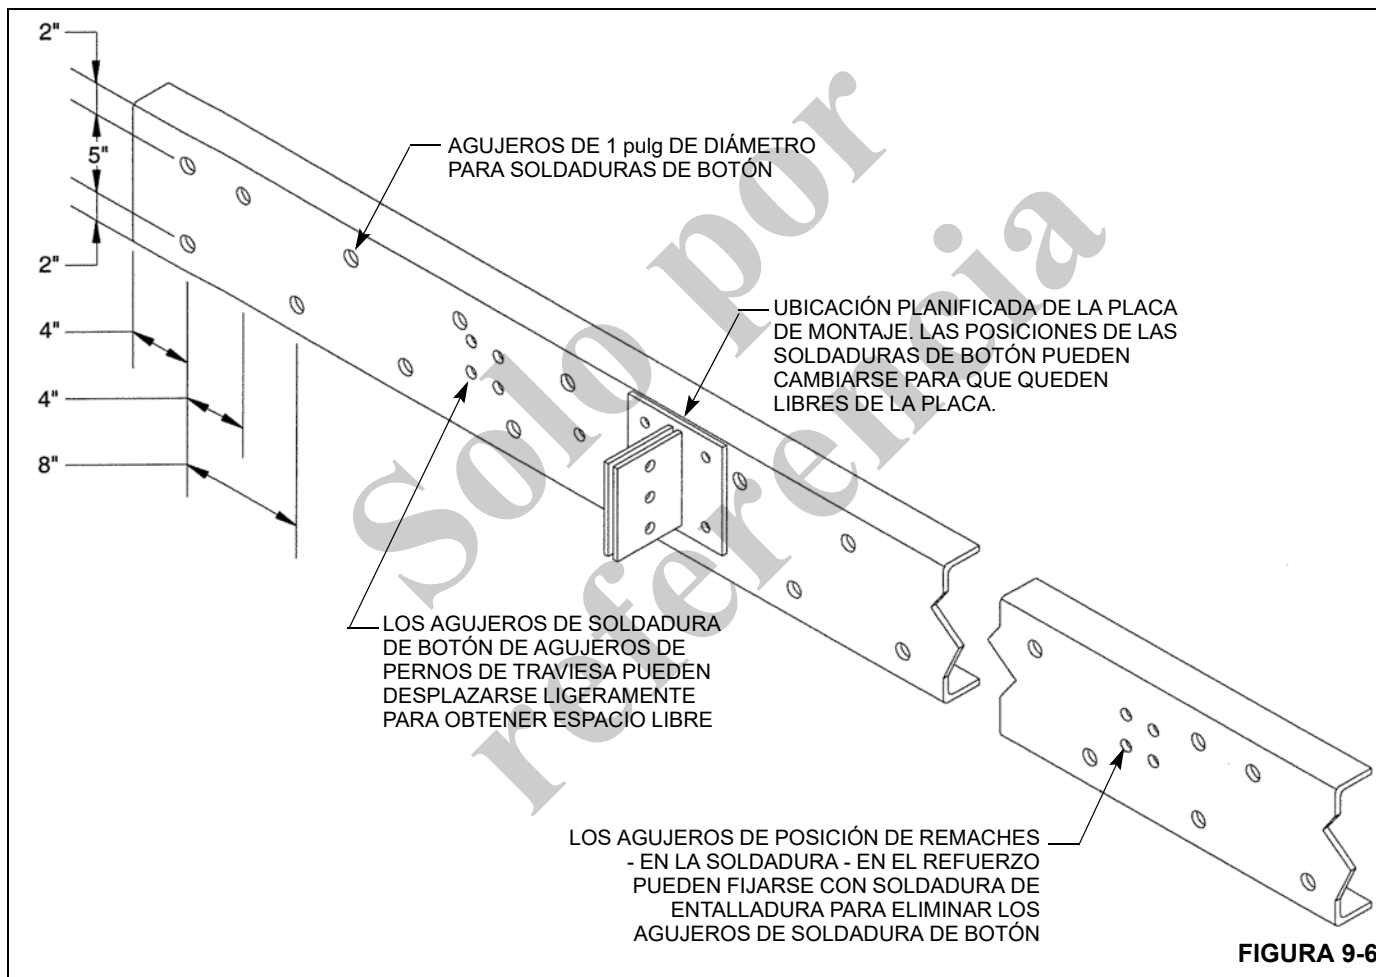 2"
5"
2"
4"
4"
8"
AGUJEROS DE 1 pulg DE DIÁMETRO
PARA SOLDADURAS DE BOTÓN
UBICACIÓN PLANIFICADA DE LA PLACA
DE MONTAJE. LAS POSICIONES DE LAS
SOLDADURAS DE BOTÓN PUEDEN
CAMBIARSE PARA QUE QUEDEN
LIBRES DE LA PLACA.
LOS AGUJEROS DE SOLDADURA
DE BOTÓN DE AGUJEROS DE
PERNOS DE TRAVIESA PUEDEN
DESPLAZARSE LIGERAMENTE
PARA OBTENER ESPACIO LIBRE
LOS AGUJEROS DE POSICIÓN DE REMACHES
- EN LA SOLDADURA - EN EL REFUERZO
PUEDEN FIJARSE CON SOLDADURA DE
ENTALLADURA PARA ELIMINAR LOS
AGUJEROS DE SOLDADURA DE BOTÓN
FIGURA 9-6
Solo por
referencia